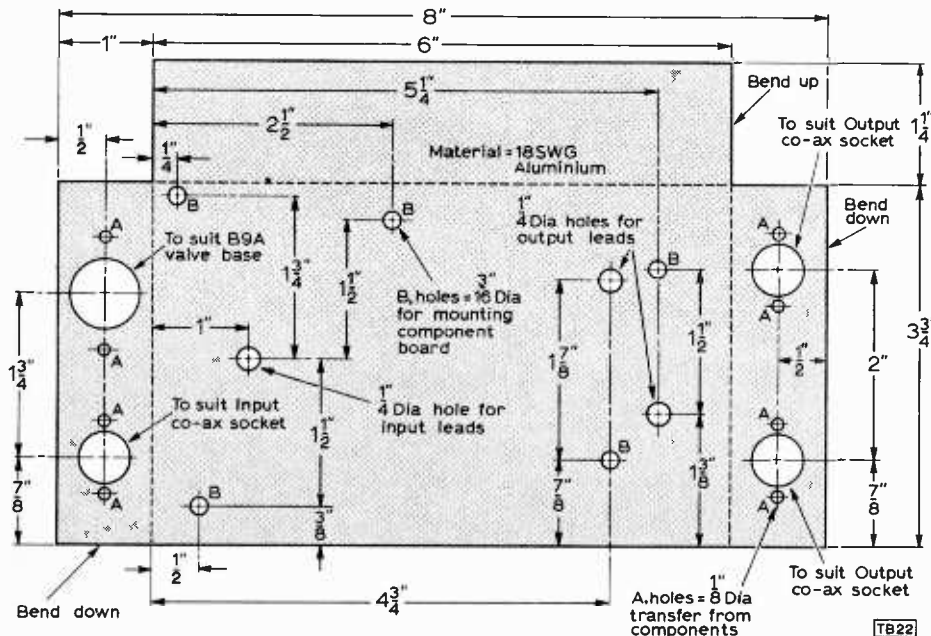 8"
1"
6"
5 1/4"
2 1/2"
1/2"
1/4"
Bend up
1 1/4"
To suit Output
co-ax socket
Material = 18SWG
Aluminium
Bend
down
A
B
B
A
To suit B9A
valve base
1/4" Dia holes for
output leads
B
1 3/4"
1 1/2"
B, holes = 3/16" Dia
for mounting
component
board
A
3 3/4"
1"
1 1/2"
1/2"
2"
A
1 3/4"
1 7/8"
To suit Input
co-ax socket
1/4" Dia hole for
input leads
A
A
1 1/2"
B
7/8"
A
B
3/8"
7/8"
1 3/8"
A
7/8"
1/2"
Bend down
4 3/4"
A, holes = 1/8" Dia
transfer from
components
To suit Output
co-ax socket
TB22